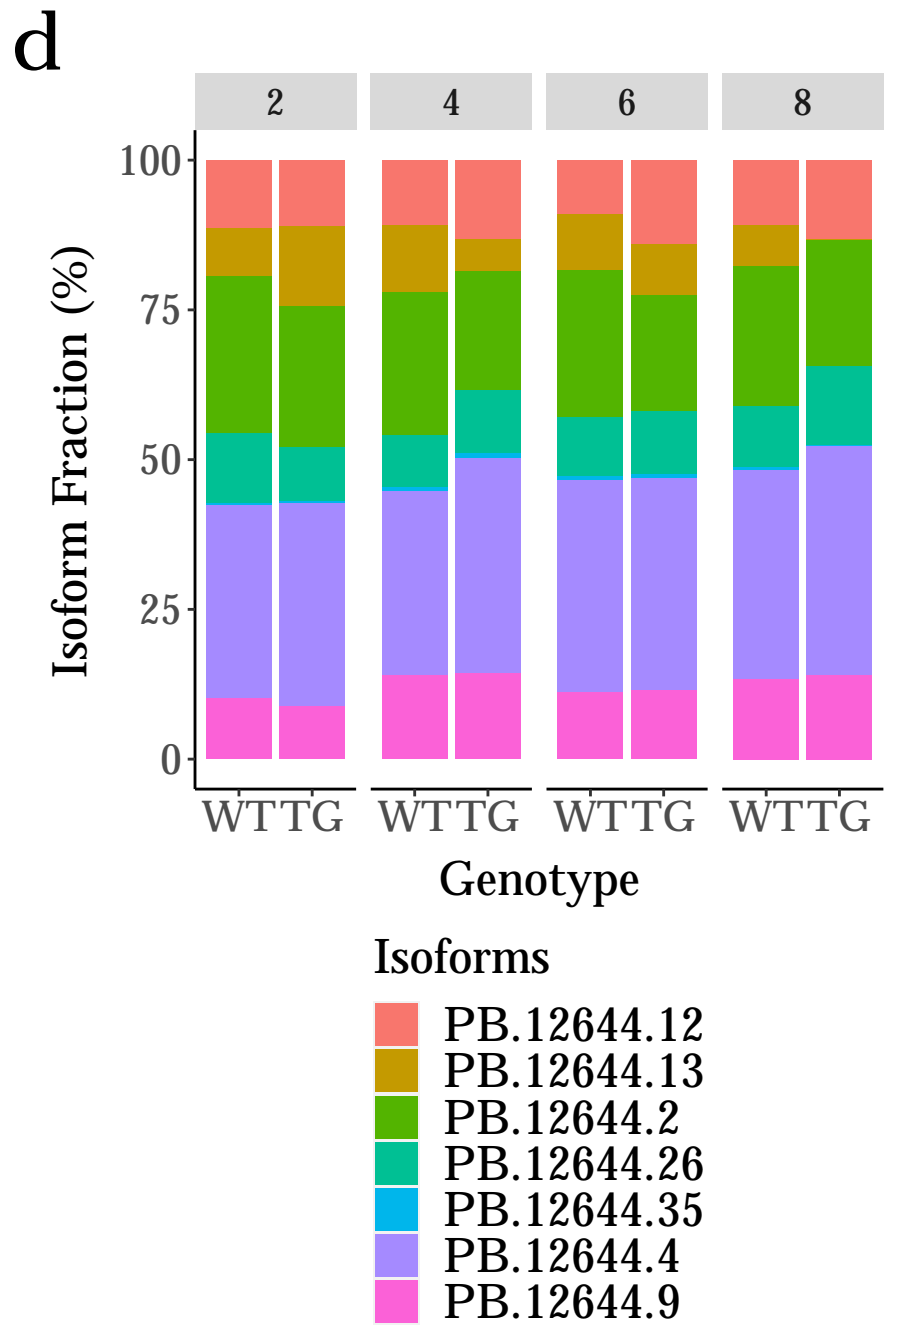 d
2 4 6 8
100
75
50
25
0
Isoform Fraction (%)
WT TG WT TG WT TG WT TG
Genotype
Isoforms
PB.12644.12
PB.12644.13
PB.12644.2
PB.12644.26
PB.12644.35
PB.12644.4
PB.12644.9